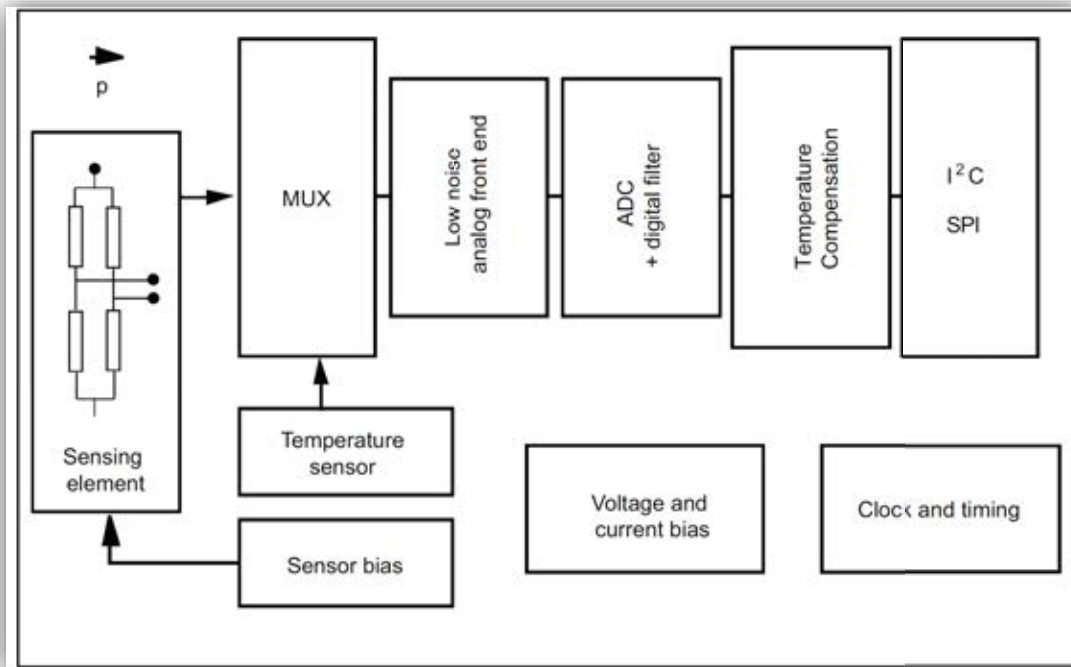 p
Sensing
element
MUX
Low noise
analog front end
ADC
+ digital filter
Temperature
Compensation
I²C
SPI
Temperature
sensor
Sensor bias
Voltage and
current bias
Clock and timing